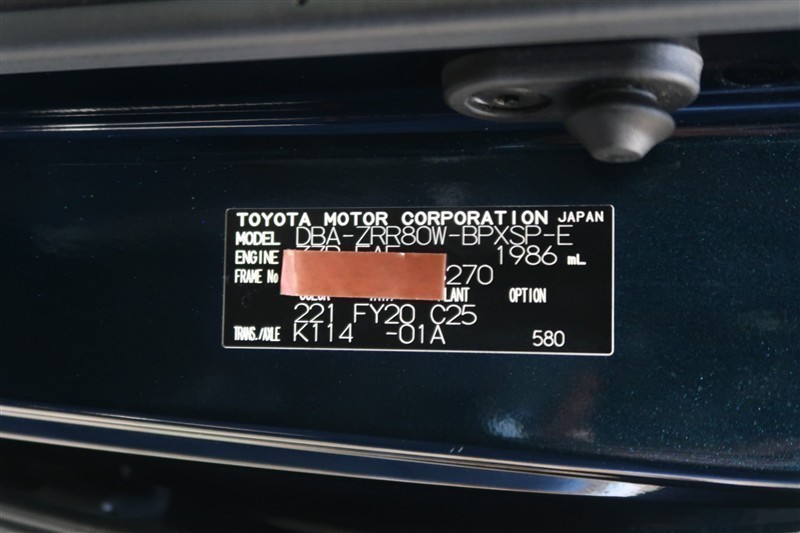 TOYOTA MOTOR CORPORATION JAPAN
MODEL DBA-ZRR80W-BPXSP-E
ENGINE 1986 mL
FRAME No 270
PLANT OPTION
221 FY20 C25
TRANS./AXLE K114 -01A 580